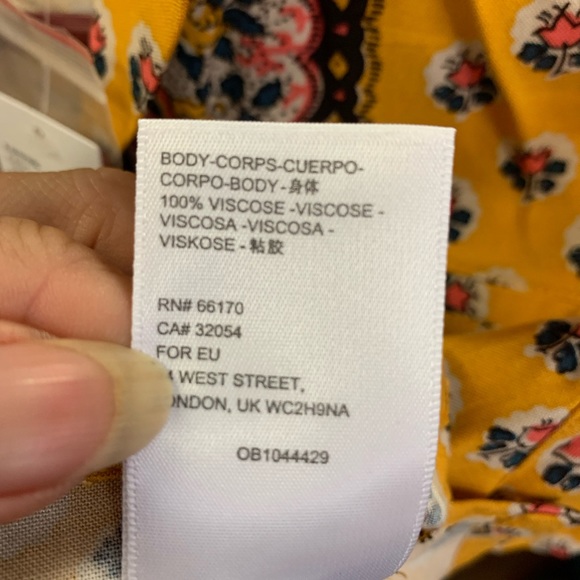 BODY-CORPS-CUERPO-
CORPO-BODY-身体
100% VISCOSE -VISCOSE -
VISCOSA -VISCOSA -
VISKOSE - 粘胶
RN# 66170
CA# 32054
FOR EU
WEST STREET,
UK WC2H9NA
OB1044429